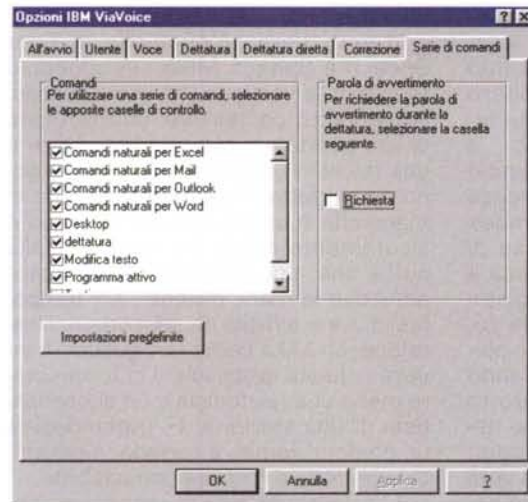 Opzioni IBM ViaVoice
All'avvio Utente Voce Dettatura Dettatura diretta Correzione Serie di comandi
Comandi
Per utilizzare una serie di comandi, selezionare
le apposite caselle di controllo.
Comandi naturali per Excel
Comandi naturali per Mail
Comandi naturali per Outlook
Comandi naturali per Word
Desktop
dettatura
Modifica testo
Programma attivo
Impostazioni predefinite
Parola di avvertimento
Per richiedere la parola di
avvertimento durante la
dettatura, selezionare la casella
seguente.
Richiesta
OK Annulla Applica ?